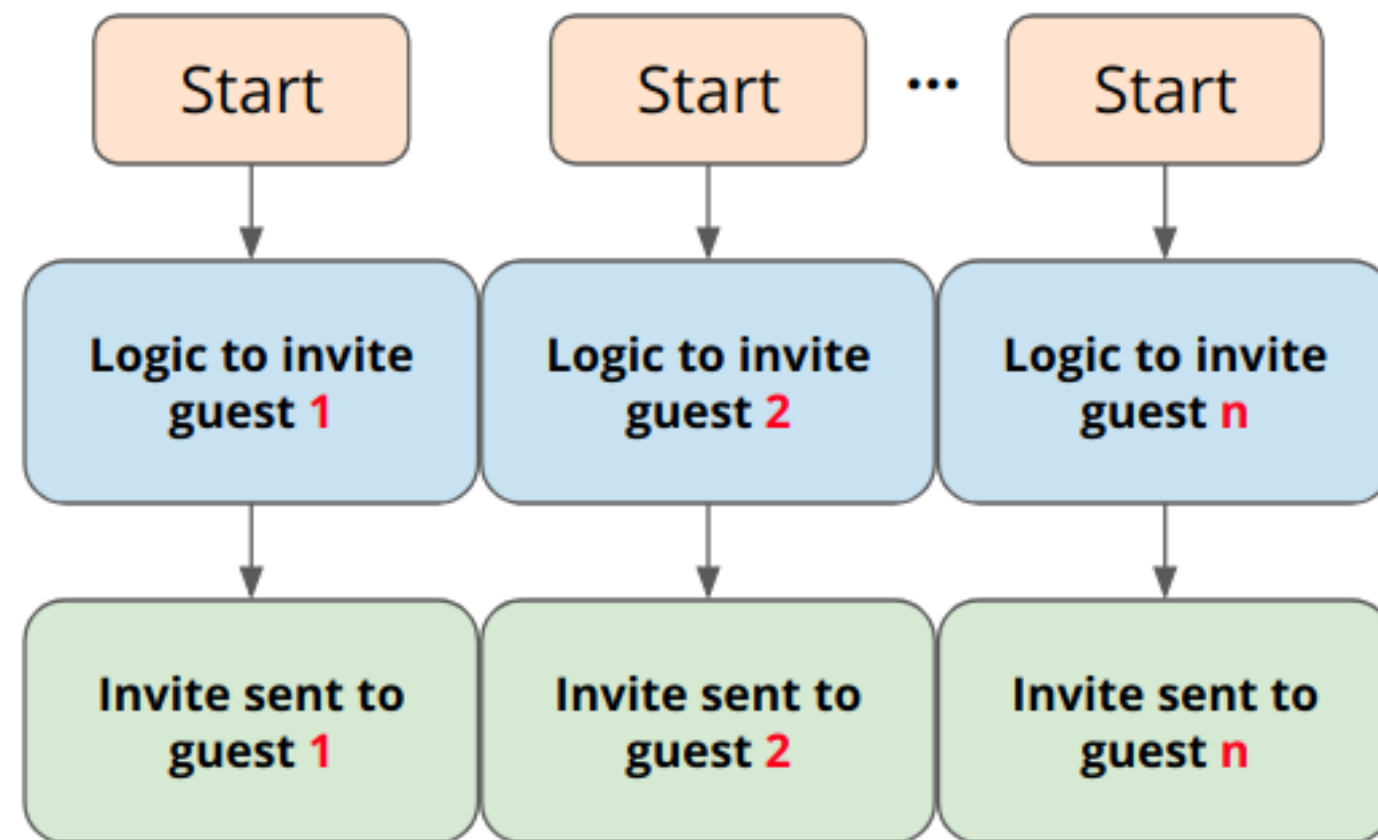 Start
Start
...
Start
Logic to invite
guest 1
Logic to invite
guest 2
Logic to invite
guest n
Invite sent to
guest 1
Invite sent to
guest 2
Invite sent to
guest n